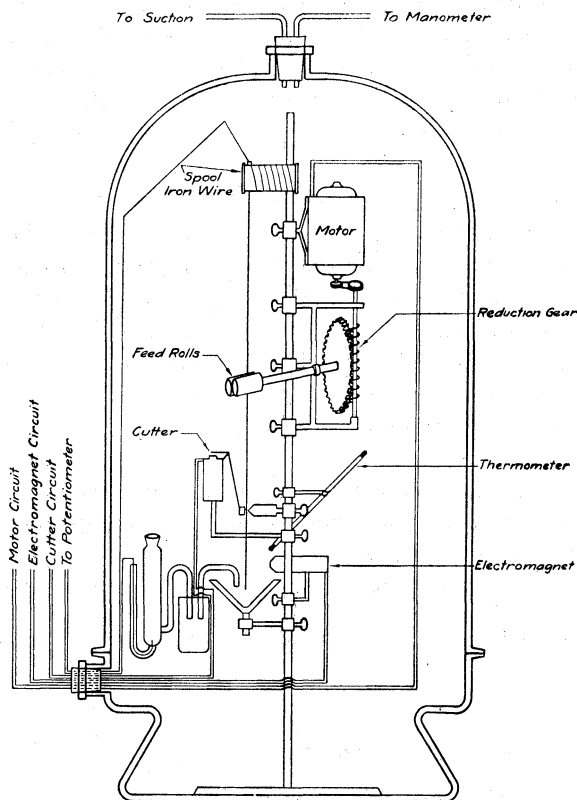 To Suction
To Manometer
Spool
Iron Wire
Motor
Reduction Gear
Feed Rolls
Cutter
Thermometer
Electromagnet
Motor Circuit
Electromagnet Circuit
Cutter Circuit
To Potentiometer